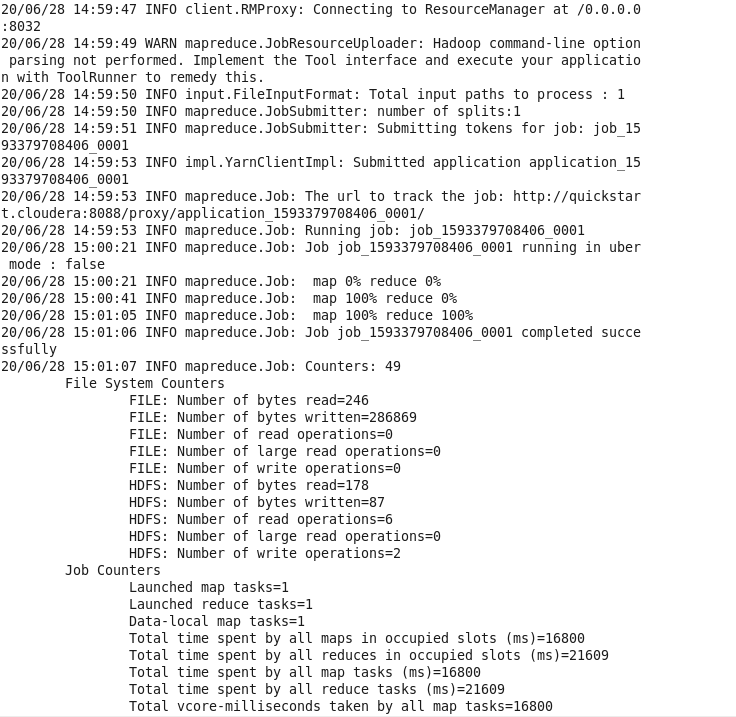 20/06/28 14:59:47 INFO client.RMProxy: Connecting to ResourceManager at /0.0.0.0
:8032
20/06/28 14:59:49 WARN mapreduce.JobResourceUploader: Hadoop command-line option
 parsing not performed. Implement the Tool interface and execute your applicatio
n with ToolRunner to remedy this.
20/06/28 14:59:50 INFO input.FileInputFormat: Total input paths to process : 1
20/06/28 14:59:50 INFO mapreduce.JobSubmitter: number of splits:1
20/06/28 14:59:51 INFO mapreduce.JobSubmitter: Submitting tokens for job: job_15
93379708406_0001
20/06/28 14:59:53 INFO impl.YarnClientImpl: Submitted application application_15
93379708406_0001
20/06/28 14:59:53 INFO mapreduce.Job: The url to track the job: http://quickstar
t.cloudera:8088/proxy/application_1593379708406_0001/
20/06/28 14:59:53 INFO mapreduce.Job: Running job: job_1593379708406_0001
20/06/28 15:00:21 INFO mapreduce.Job: Job job_1593379708406_0001 running in uber
 mode : false
20/06/28 15:00:21 INFO mapreduce.Job:  map 0% reduce 0%
20/06/28 15:00:41 INFO mapreduce.Job:  map 100% reduce 0%
20/06/28 15:01:05 INFO mapreduce.Job:  map 100% reduce 100%
20/06/28 15:01:06 INFO mapreduce.Job: Job job_1593379708406_0001 completed succe
ssfully
20/06/28 15:01:07 INFO mapreduce.Job: Counters: 49
	File System Counters
		FILE: Number of bytes read=246
		FILE: Number of bytes written=286869
		FILE: Number of read operations=0
		FILE: Number of large read operations=0
		FILE: Number of write operations=0
		HDFS: Number of bytes read=178
		HDFS: Number of bytes written=87
		HDFS: Number of read operations=6
		HDFS: Number of large read operations=0
		HDFS: Number of write operations=2
	Job Counters
		Launched map tasks=1
		Launched reduce tasks=1
		Data-local map tasks=1
		Total time spent by all maps in occupied slots (ms)=16800
		Total time spent by all reduces in occupied slots (ms)=21609
		Total time spent by all map tasks (ms)=16800
		Total time spent by all reduce tasks (ms)=21609
		Total vcore-milliseconds taken by all map tasks=16800